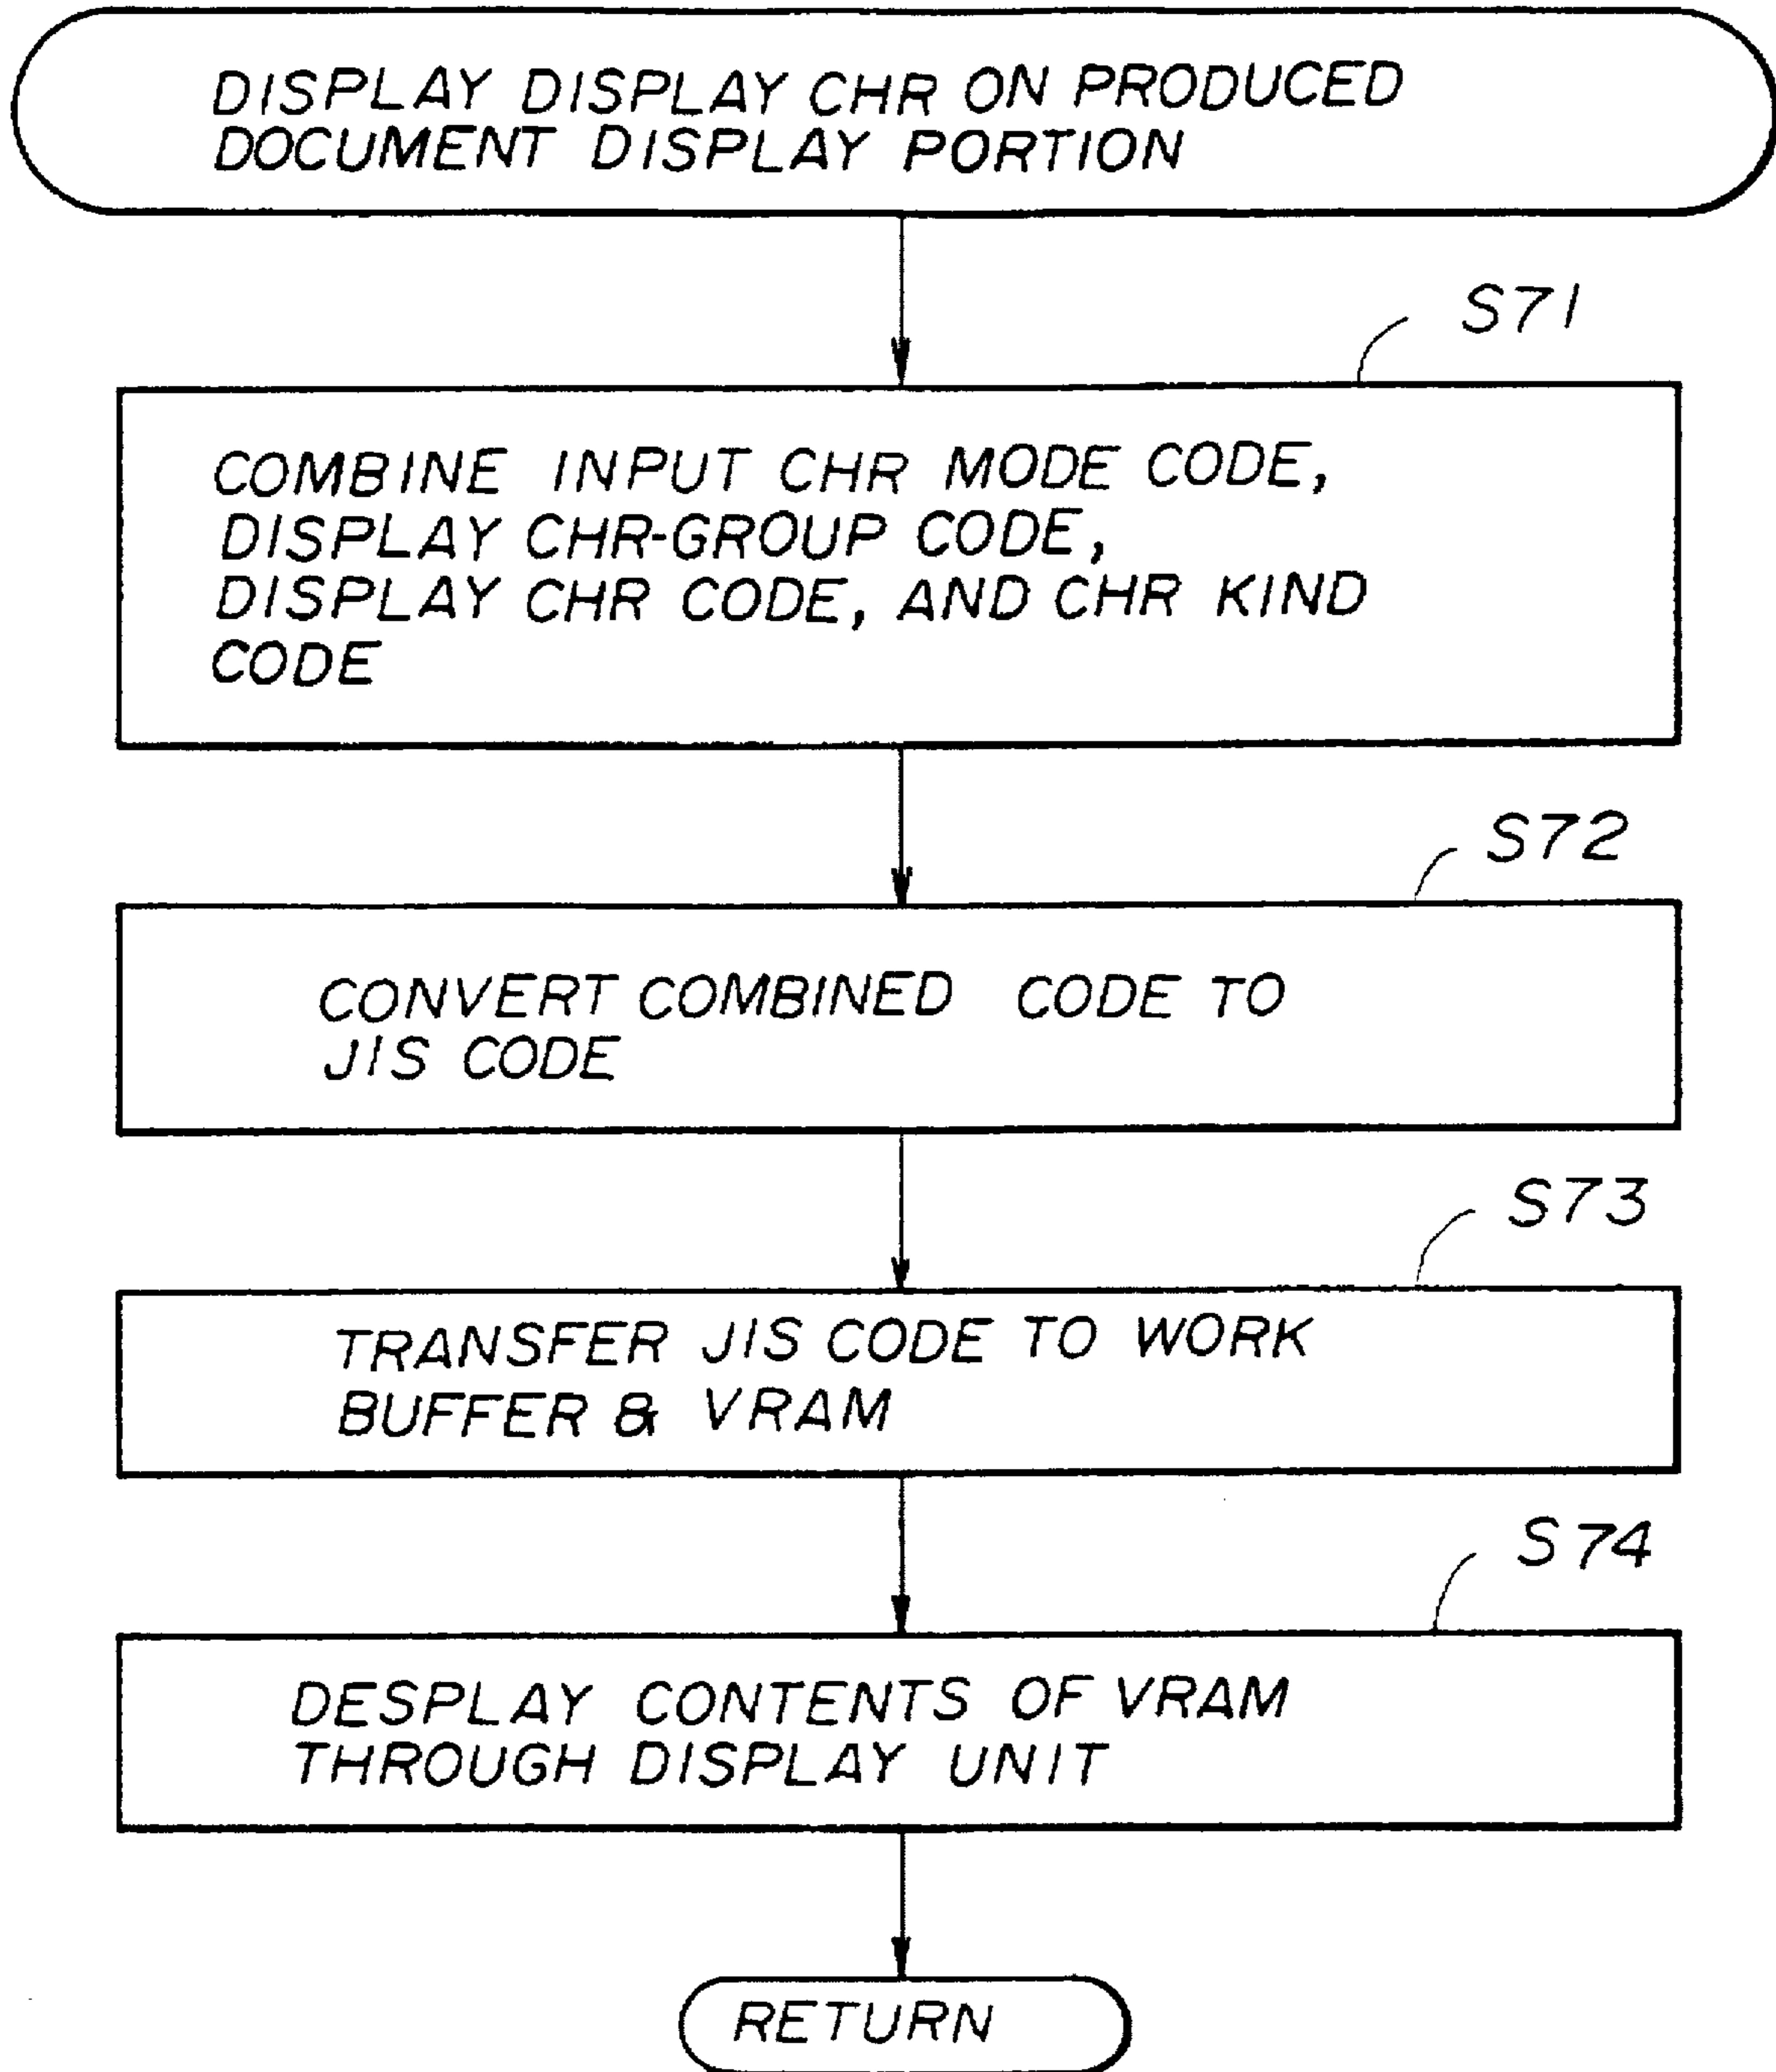 DISPLAY DISPLAY CHR ON PRODUCED
DOCUMENT DISPLAY PORTION
S71
COMBINE INPUT CHR MODE CODE,
DISPLAY CHR-GROUP CODE,
DISPLAY CHR CODE, AND CHR KIND
CODE
S72
CONVERT COMBINED CODE TO
JIS CODE
S73
TRANSFER JIS CODE TO WORK
BUFFER & VRAM
S74
DESPLAY CONTENTS OF VRAM
THROUGH DISPLAY UNIT
RETURN